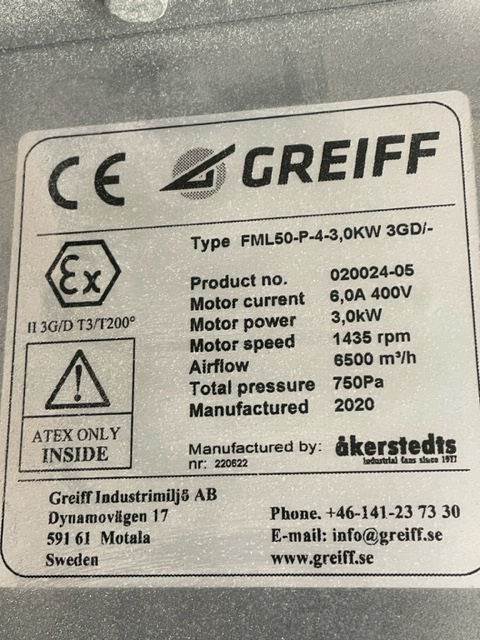 CE GREIFF
Type FML50-P-4-3,0KW 3GD/-
Ex
II 3G/D T3/T200°
Product no. 020024-05
Motor current 6,0A 400V
Motor power 3,0kW
Motor speed 1435 rpm
Airflow 6500 m³/h
Total pressure 750Pa
Manufactured 2020
ATEX ONLY
INSIDE
Manufactured by: åkerstedts
industrial fans since 1917
nr: 220622
Greiff Industrimiljö AB
Dynamovägen 17
591 61 Motala
Sweden
Phone. +46-141-23 73 30
E-mail: info@greiff.se
www.greiff.se